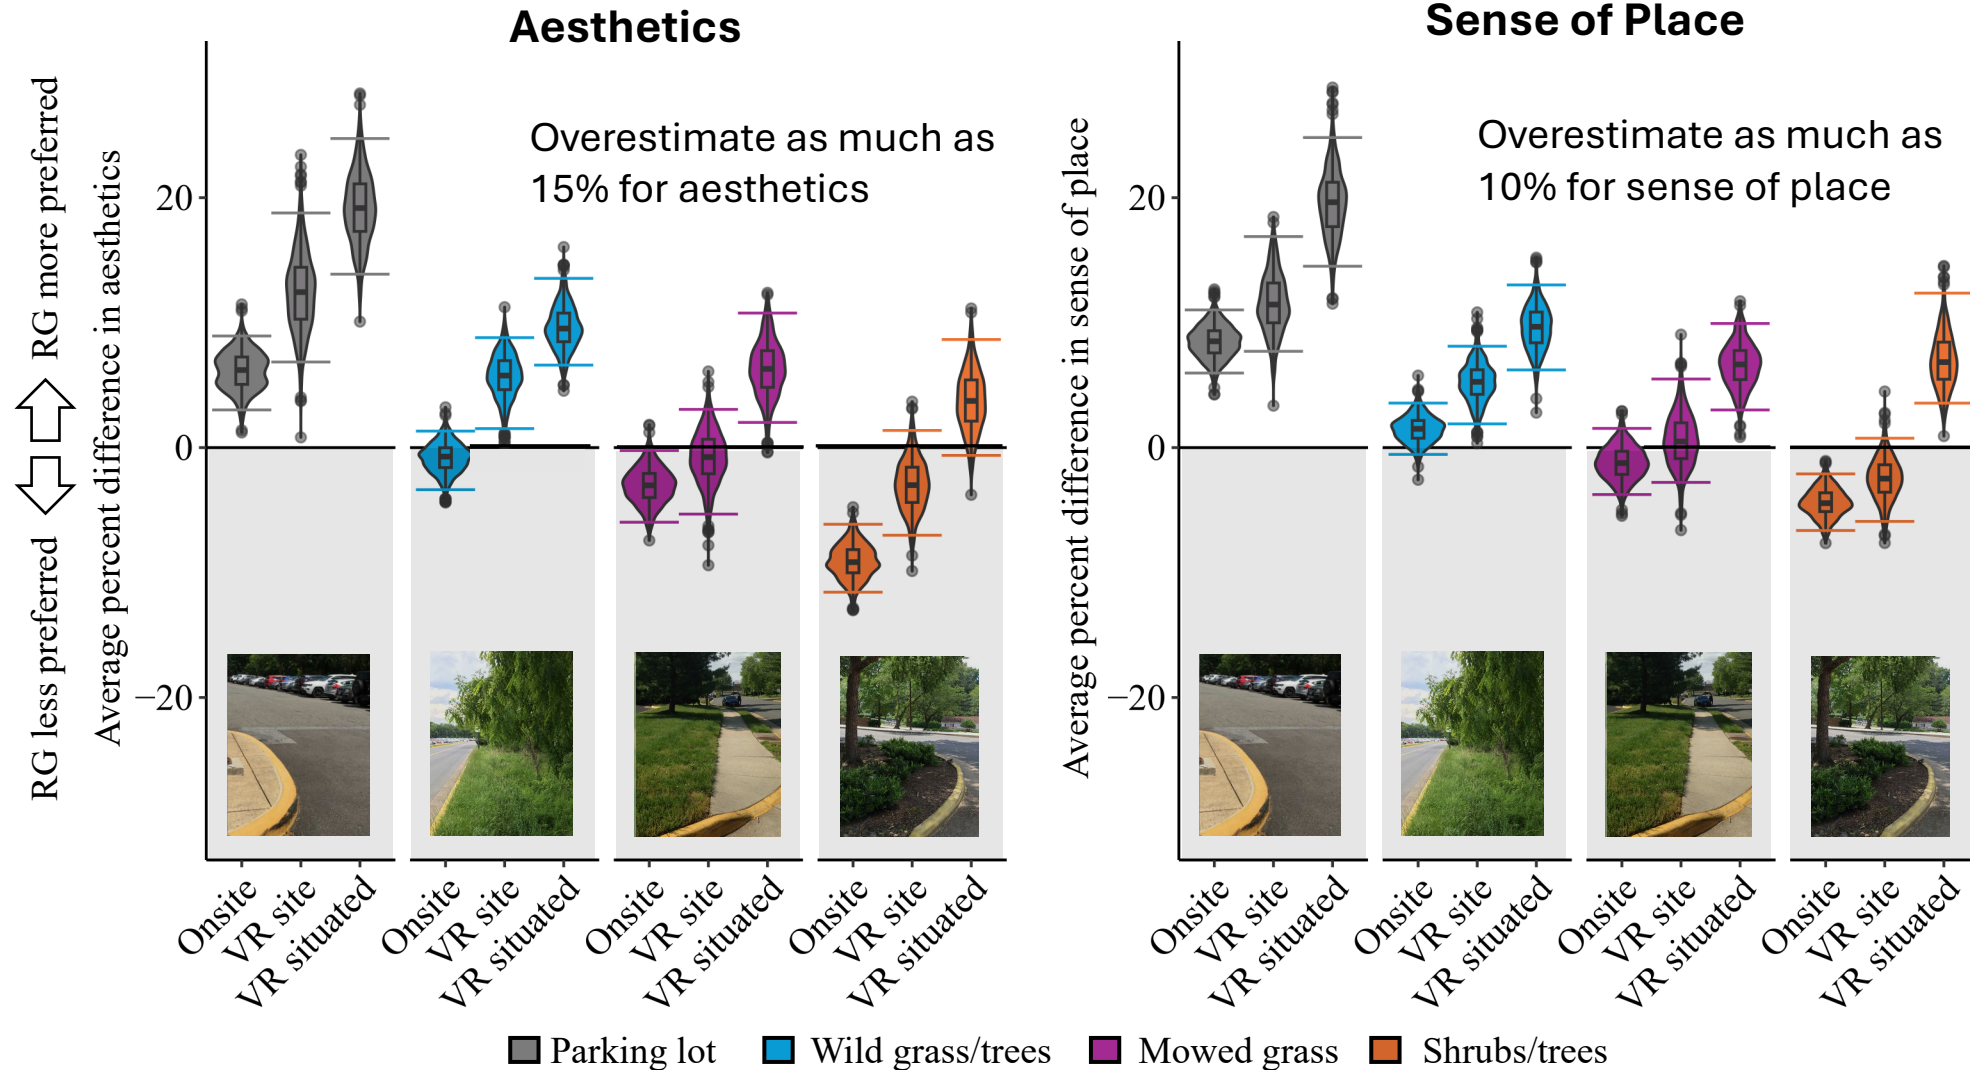 Aesthetics
RG less preferred
RG more preferred
Average percent difference in aesthetics
20
0
−20
Overestimate as much as
15% for aesthetics
Onsite
VR site
VR situated
Onsite
VR site
VR situated
Onsite
VR site
VR situated
Onsite
VR site
VR situated
Sense of Place
Average percent difference in sense of place
20
0
−20
Overestimate as much as
10% for sense of place
Onsite
VR site
VR situated
Onsite
VR site
VR situated
Onsite
VR site
VR situated
Onsite
VR site
VR situated
Parking lot
Wild grass/trees
Mowed grass
Shrubs/trees